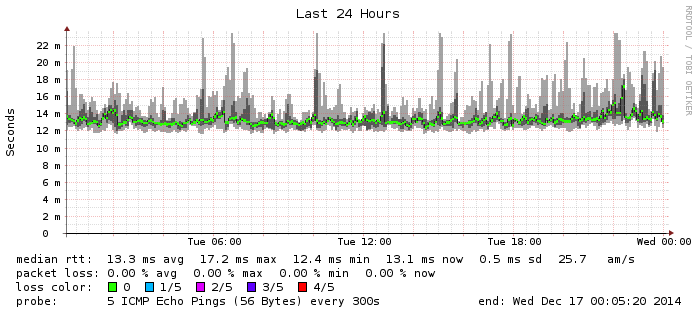 Last 24 Hours
RRDTOOL / TOBI OETIKER
Seconds
22 m
20 m
18 m
16 m
14 m
12 m
10 m
8 m
6 m
4 m
2 m
0
Tue 06:00 Tue 12:00 Tue 18:00 Wed 00:00
median rtt: 13.3 ms avg 17.2 ms max 12.4 ms min 13.1 ms now 0.5 ms sd 25.7 am/s
packet loss: 0.00 % avg 0.00 % max 0.00 % min 0.00 % now
loss color: 0 1/5 2/5 3/5 4/5
probe: 5 ICMP Echo Pings (56 Bytes) every 300s end: Wed Dec 17 00:05:20 2014